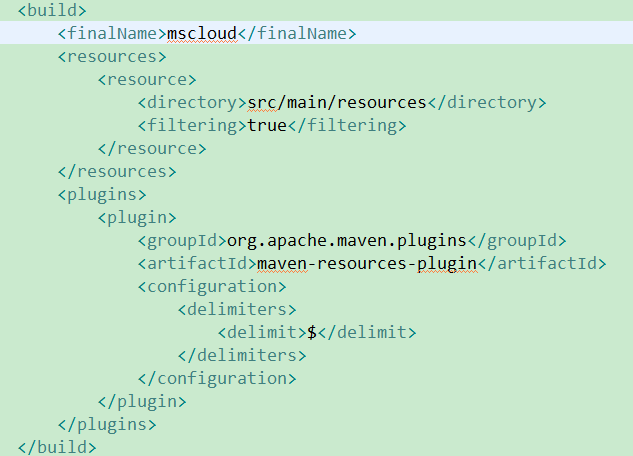 <build>
<finalName>mscloud</finalName>
<resources>
<resource>
<directory>src/main/resources</directory>
<filtering>true</filtering>
</resource>
</resources>
<plugins>
<plugin>
<groupId>org.apache.maven.plugins</groupId>
<artifactId>maven-resources-plugin</artifactId>
<configuration>
<delimiters>
<delimit>$</delimit>
</delimiters>
</configuration>
</plugin>
</plugins>
</build>